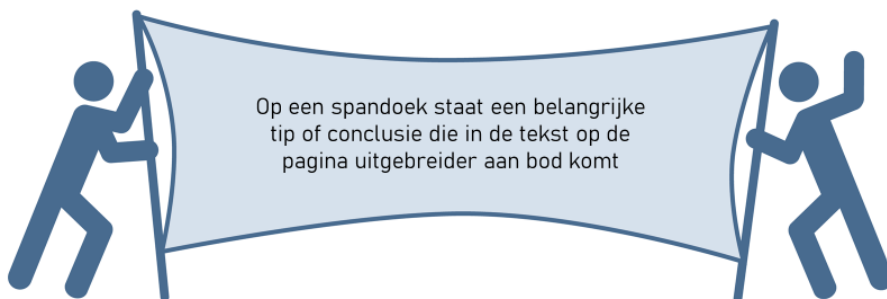 Op een spandoek staat een belangrijke
tip of conclusie die in de tekst op de
pagina uitgebreider aan bod komt